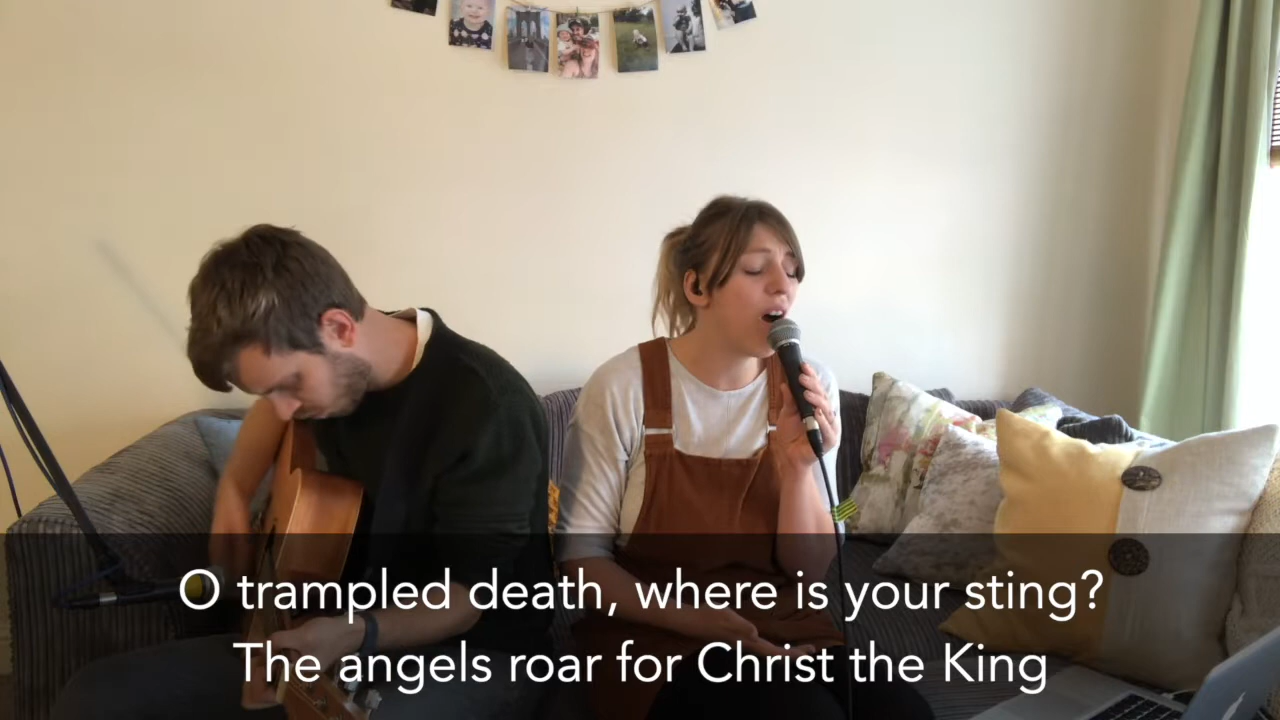 O trampled death, where is your sting?
The angels roar for Christ the King